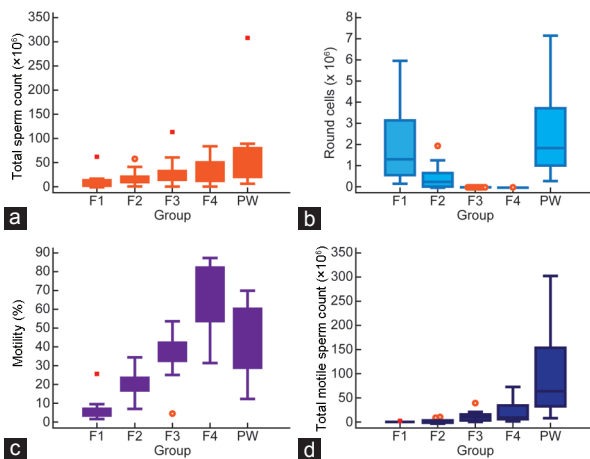 Total sperm count (×10⁶)
350
300
250
200
150
100
50
0
F1 F2 F3 F4 PW
Group
a
Round cells (x 10⁶)
8
7
6
5
4
3
2
1
0
F1 F2 F3 F4 PW
Group
b
Motility (%)
90
80
70
60
50
40
30
20
10
0
F1 F2 F3 F4 PW
Group
c
Total motile sperm count (×10⁶)
350
300
250
200
150
100
50
0
F1 F2 F3 F4 PW
Group
d